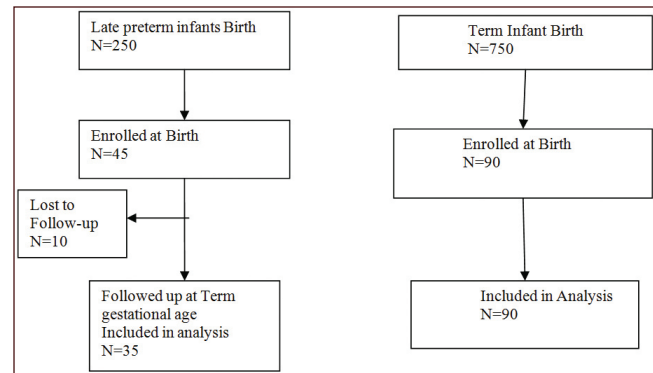 Late preterm infants Birth
N=250
Term Infant Birth
N=750
Enrolled at Birth
N=45
Enrolled at Birth
N=90
Lost to
Follow-up
N=10
Followed up at Term
gestational age
Included in analysis
N=35
Included in Analysis
N=90